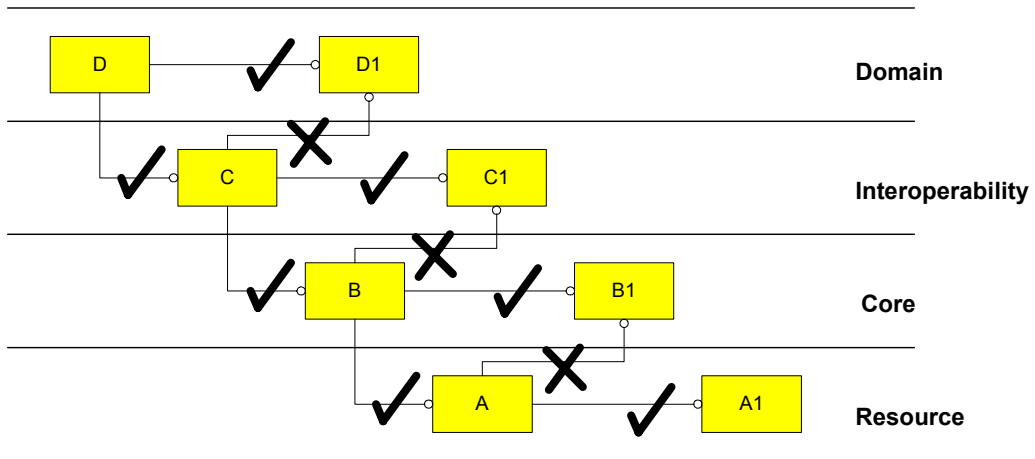 D
D1
Domain
C
C1
Interoperability
B
B1
Core
A
A1
Resource